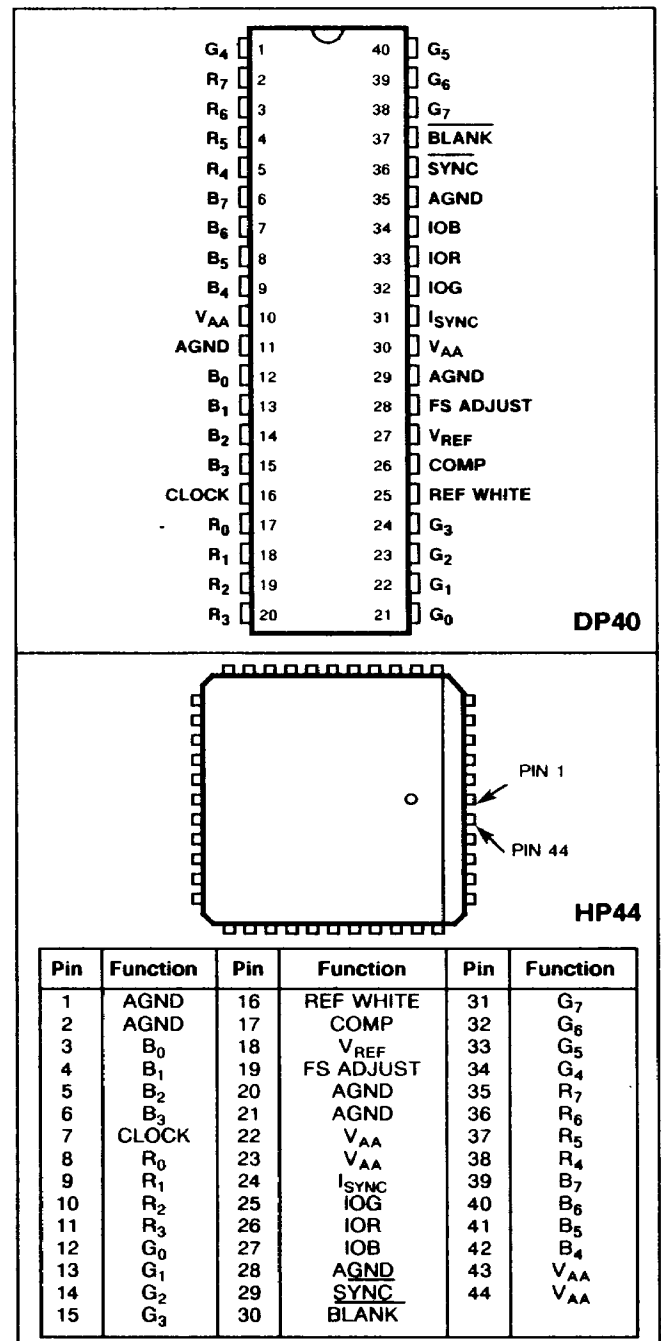 G4 1 40 G5
R7 2 39 G6
R6 3 38 G7
R5 4 37 BLANK
R4 5 36 SYNC
B7 6 35 AGND
B6 7 34 IOB
B5 8 33 IOR
B4 9 32 IOG
VAA 10 31 ISYNC
AGND 11 30 VAA
B0 12 29 AGND
B1 13 28 FS ADJUST
B2 14 27 VREF
B3 15 26 COMP
CLOCK 16 25 REF WHITE
R0 17 24 G3
R1 18 23 G2
R2 19 22 G1
R3 20 21 G0
DP40
PIN 1
PIN 44
HP44
Pin Function Pin Function Pin Function
1 AGND 16 REF WHITE 31 G7
2 AGND 17 COMP 32 G6
3 B0 18 VREF 33 G5
4 B1 19 FS ADJUST 34 G4
5 B2 20 AGND 35 R7
6 B3 21 AGND 36 R6
7 CLOCK 22 VAA 37 R5
8 R0 23 VAA 38 R4
9 R1 24 ISYNC 39 B7
10 R2 25 IOG 40 B6
11 R3 26 IOR 41 B5
12 G0 27 IOB 42 B4
13 G1 28 AGND 43 VAA
14 G2 29 SYNC 44 VAA
15 G3 30 BLANK